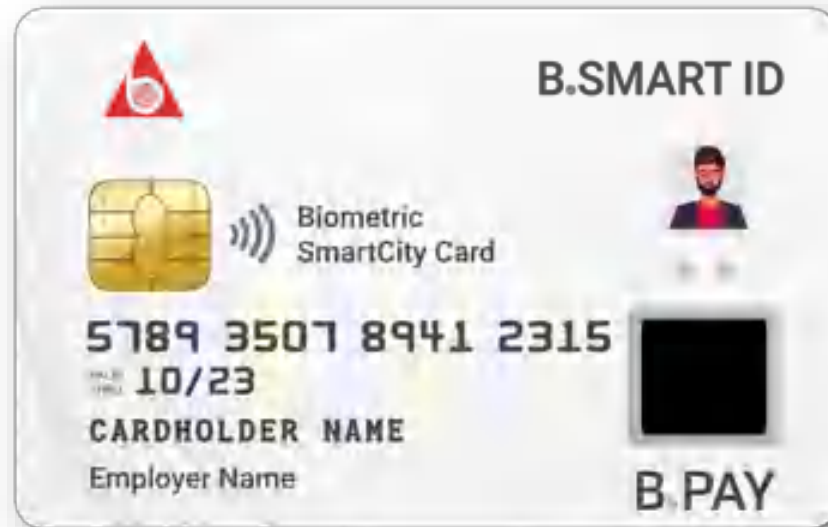 B.SMART ID
Biometric
SmartCity Card
5789 3507 8941 2315
10/23
CARDHOLDER NAME
Employer Name
B.PAY